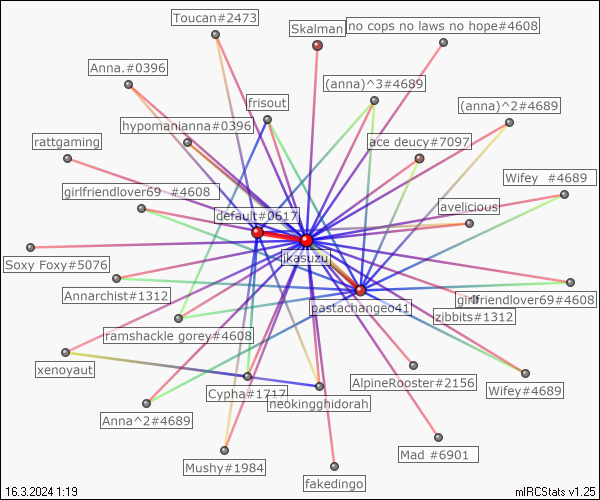 Toucan#2473
Skalman
no cops no laws no hope#4608
Anna.#0396
(anna)^3#4689
frisout
(anna)^2#4689
hypomanianna#0396
ace deucy#7097
rattgaming
Wifey #4689
girlfriendlover69 #4608
avelicious
default#0617
ikasuzu
Soxy Foxy#5076
Annarchist#1312
girlfriendlover69#4608
pastachangeo41
zibbits#1312
ramshackle gorey#4608
xenoyaut
AlpineRooster#2156
Wifey#4689
Cypha#1717
neokingghidorah
Anna^2#4689
Mad #6901
Mushy#1984
fakedingo
16.3.2024 1:19
mIRCStats v1.25